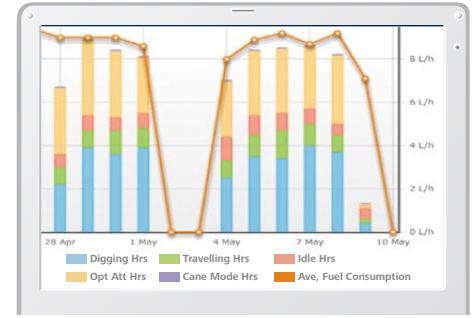 8 L/h
6 L/h
4 L/h
2 L/h
0 L/h
28 Apr 1 May 4 May 7 May 10 May
Digging Hrs Travelling Hrs Idle Hrs
Opt Att Hrs Cane Mode Hrs Ave, Fuel Consumption